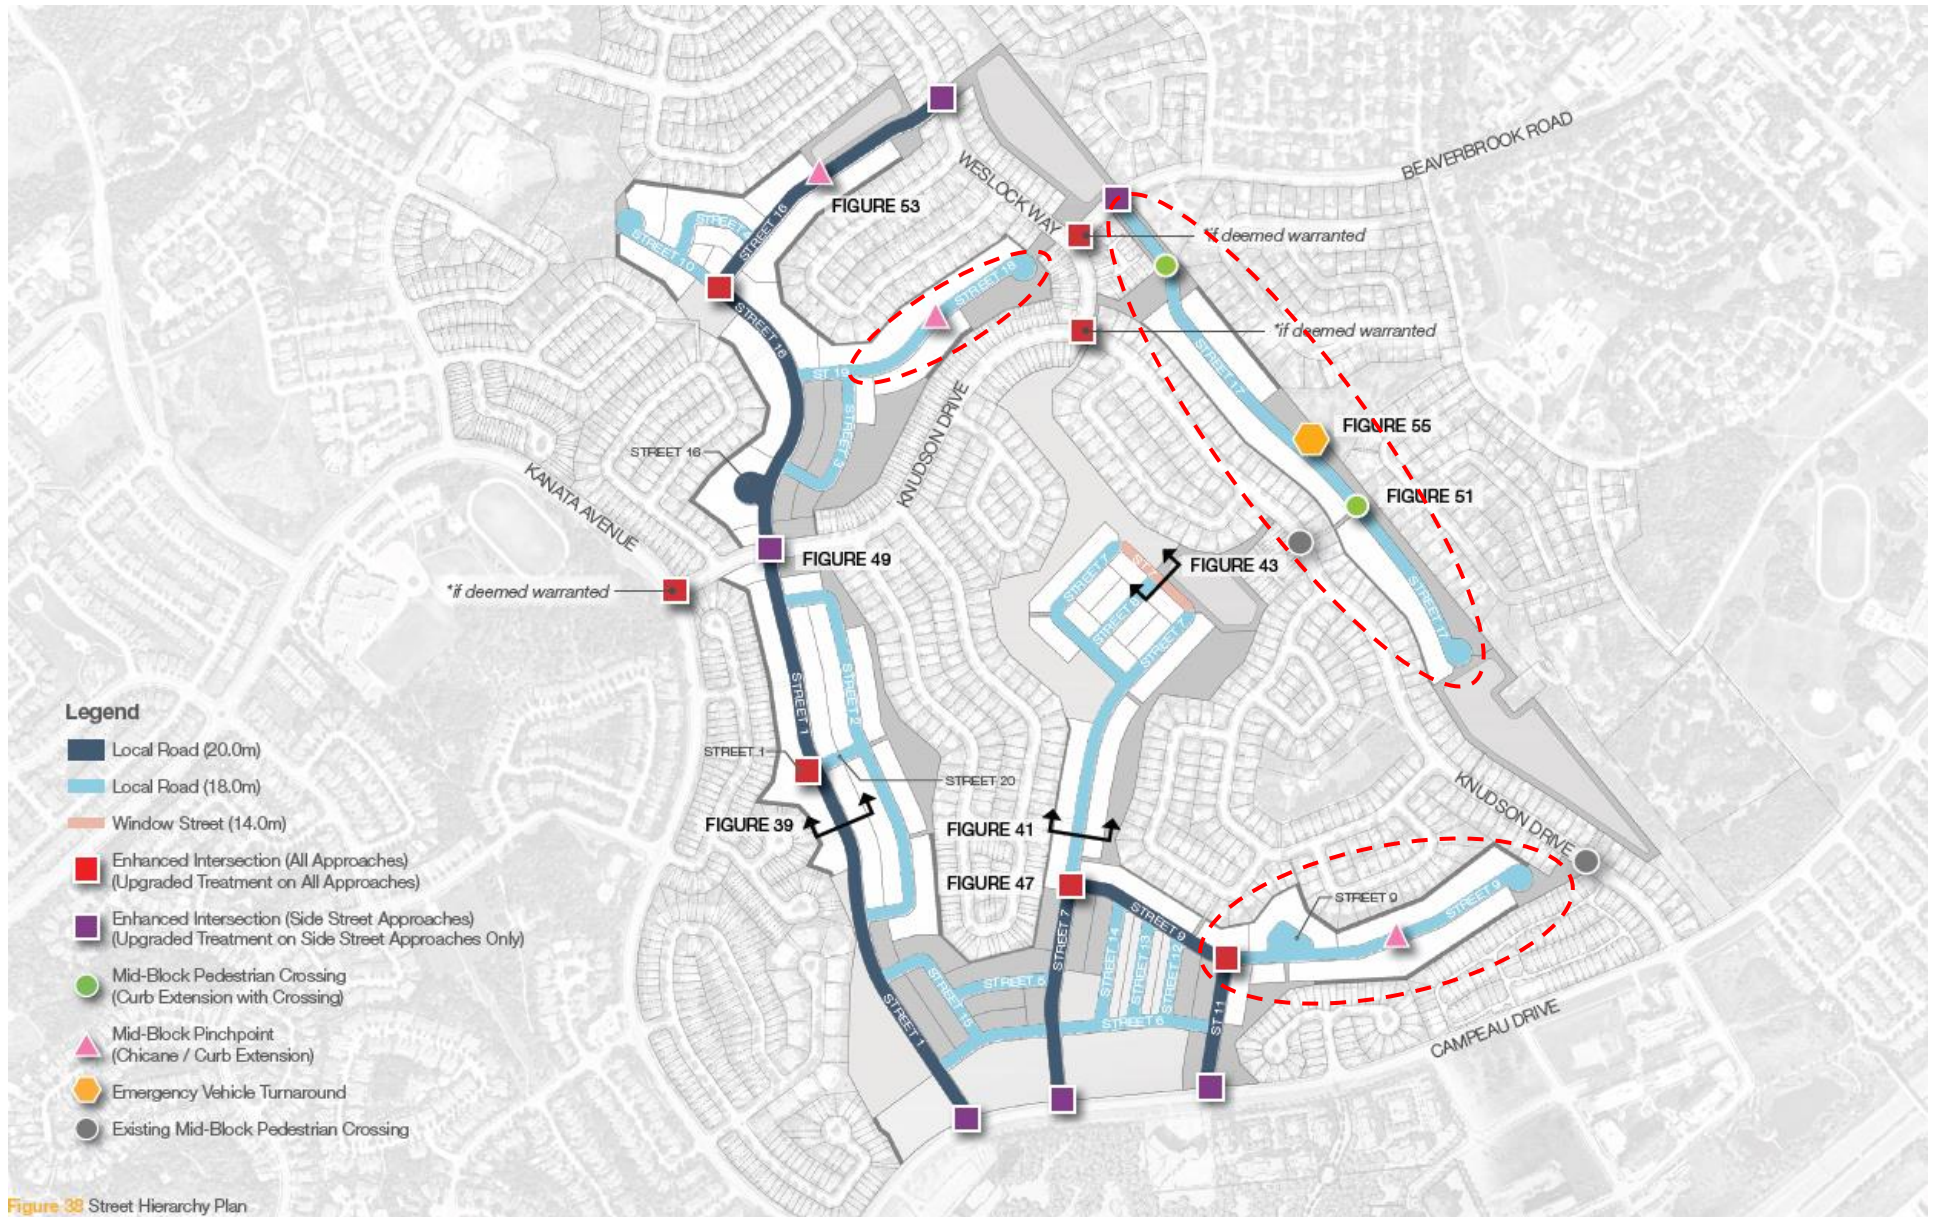 BEAVERBROOK ROAD
WESLOCK WAY
FIGURE 53
STREET 16
STREET 10
*if deemed warranted
STREET 18
STREET 16
*if deemed warranted
STREET 17
ST 19
STREET 3
KNUDSON DRIVE
FIGURE 55
STREET 16
KANATA AVENUE
FIGURE 51
FIGURE 49
FIGURE 43
*if deemed warranted
STREET 7
STREET 8
STREET 7
STREET 17
STREET 1
STREET 2
STREET 1
STREET 20
KNUDSON DRIVE
FIGURE 39
FIGURE 41
FIGURE 47
STREET 9
STREET 9
STREET 9
STREET 7
STREET 14
STREET 13
STREET 12
STREET 5
STREET 15
STREET 1
STREET 6
ST 11
CAMPEAU DRIVE
Legend
Local Road (20.0m)
Local Road (18.0m)
Window Street (14.0m)
Enhanced Intersection (All Approaches)
(Upgraded Treatment on All Approaches)
Enhanced Intersection (Side Street Approaches)
(Upgraded Treatment on Side Street Approaches Only)
Mid-Block Pedestrian Crossing
(Curb Extension with Crossing)
Mid-Block Pinchpoint
(Chicane / Curb Extension)
Emergency Vehicle Turnaround
Existing Mid-Block Pedestrian Crossing
Figure 38 Street Hierarchy Plan